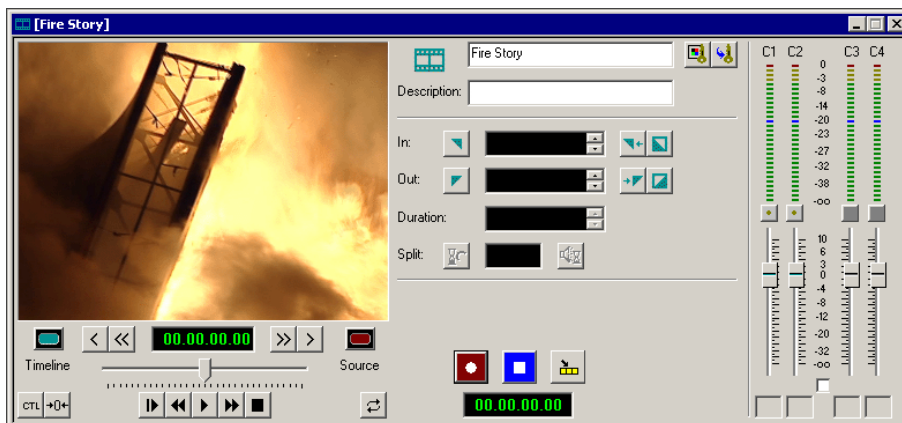 [Fire Story]
Fire Story
Description:
In:
Out:
Duration:
Split:
00.00.00.00
Timeline
Source
CTL
→0←
00.00.00.00
C1 C2 C3 C4
0
-3
-8
-14
-20
-23
-27
-32
-38
-oo
10
6
3
0
-4
-8
-12
-20
-32
-oo